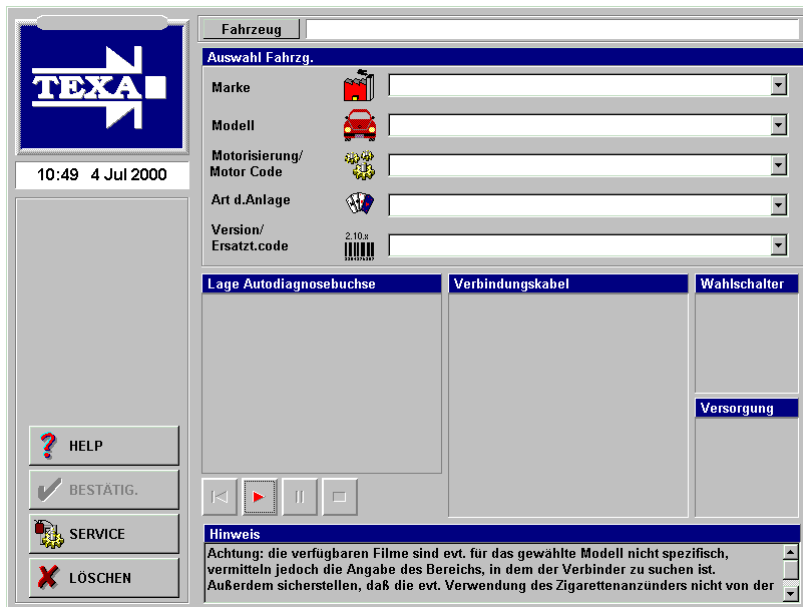 TEXA
10:49 4 Jul 2000
Fahrzeug
Auswahl Fahrzg.
Marke
Modell
Motorisierung/
Motor Code
Art d.Anlage
Version/
Ersatzt.code
2.10.x
Lage Autodiagnosebuchse
Verbindungskabel
Wahlschalter
Versorgung
HELP
BESTÄTIG.
SERVICE
LÖSCHEN
Hinweis
Achtung: die verfügbaren Filme sind evt. für das gewählte Modell nicht spezifisch,
vermitteln jedoch die Angabe des Bereichs, in dem der Verbinder zu suchen ist.
Außerdem sicherstellen, daß die evt. Verwendung des Zigarettenanzünders nicht von der